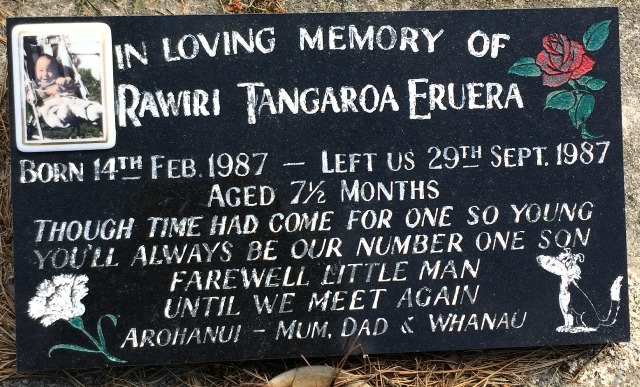 IN LOVING MEMORY OF
RAWIRI TANGAROA ERUERA
BORN 14TH FEB. 1987 — LEFT US 29TH SEPT. 1987
AGED 7½ MONTHS
THOUGH TIME HAD COME FOR ONE SO YOUNG
YOU'LL ALWAYS BE OUR NUMBER ONE SON
FAREWELL LITTLE MAN
UNTIL WE MEET AGAIN
AROHANUI - MUM, DAD & WHANAU